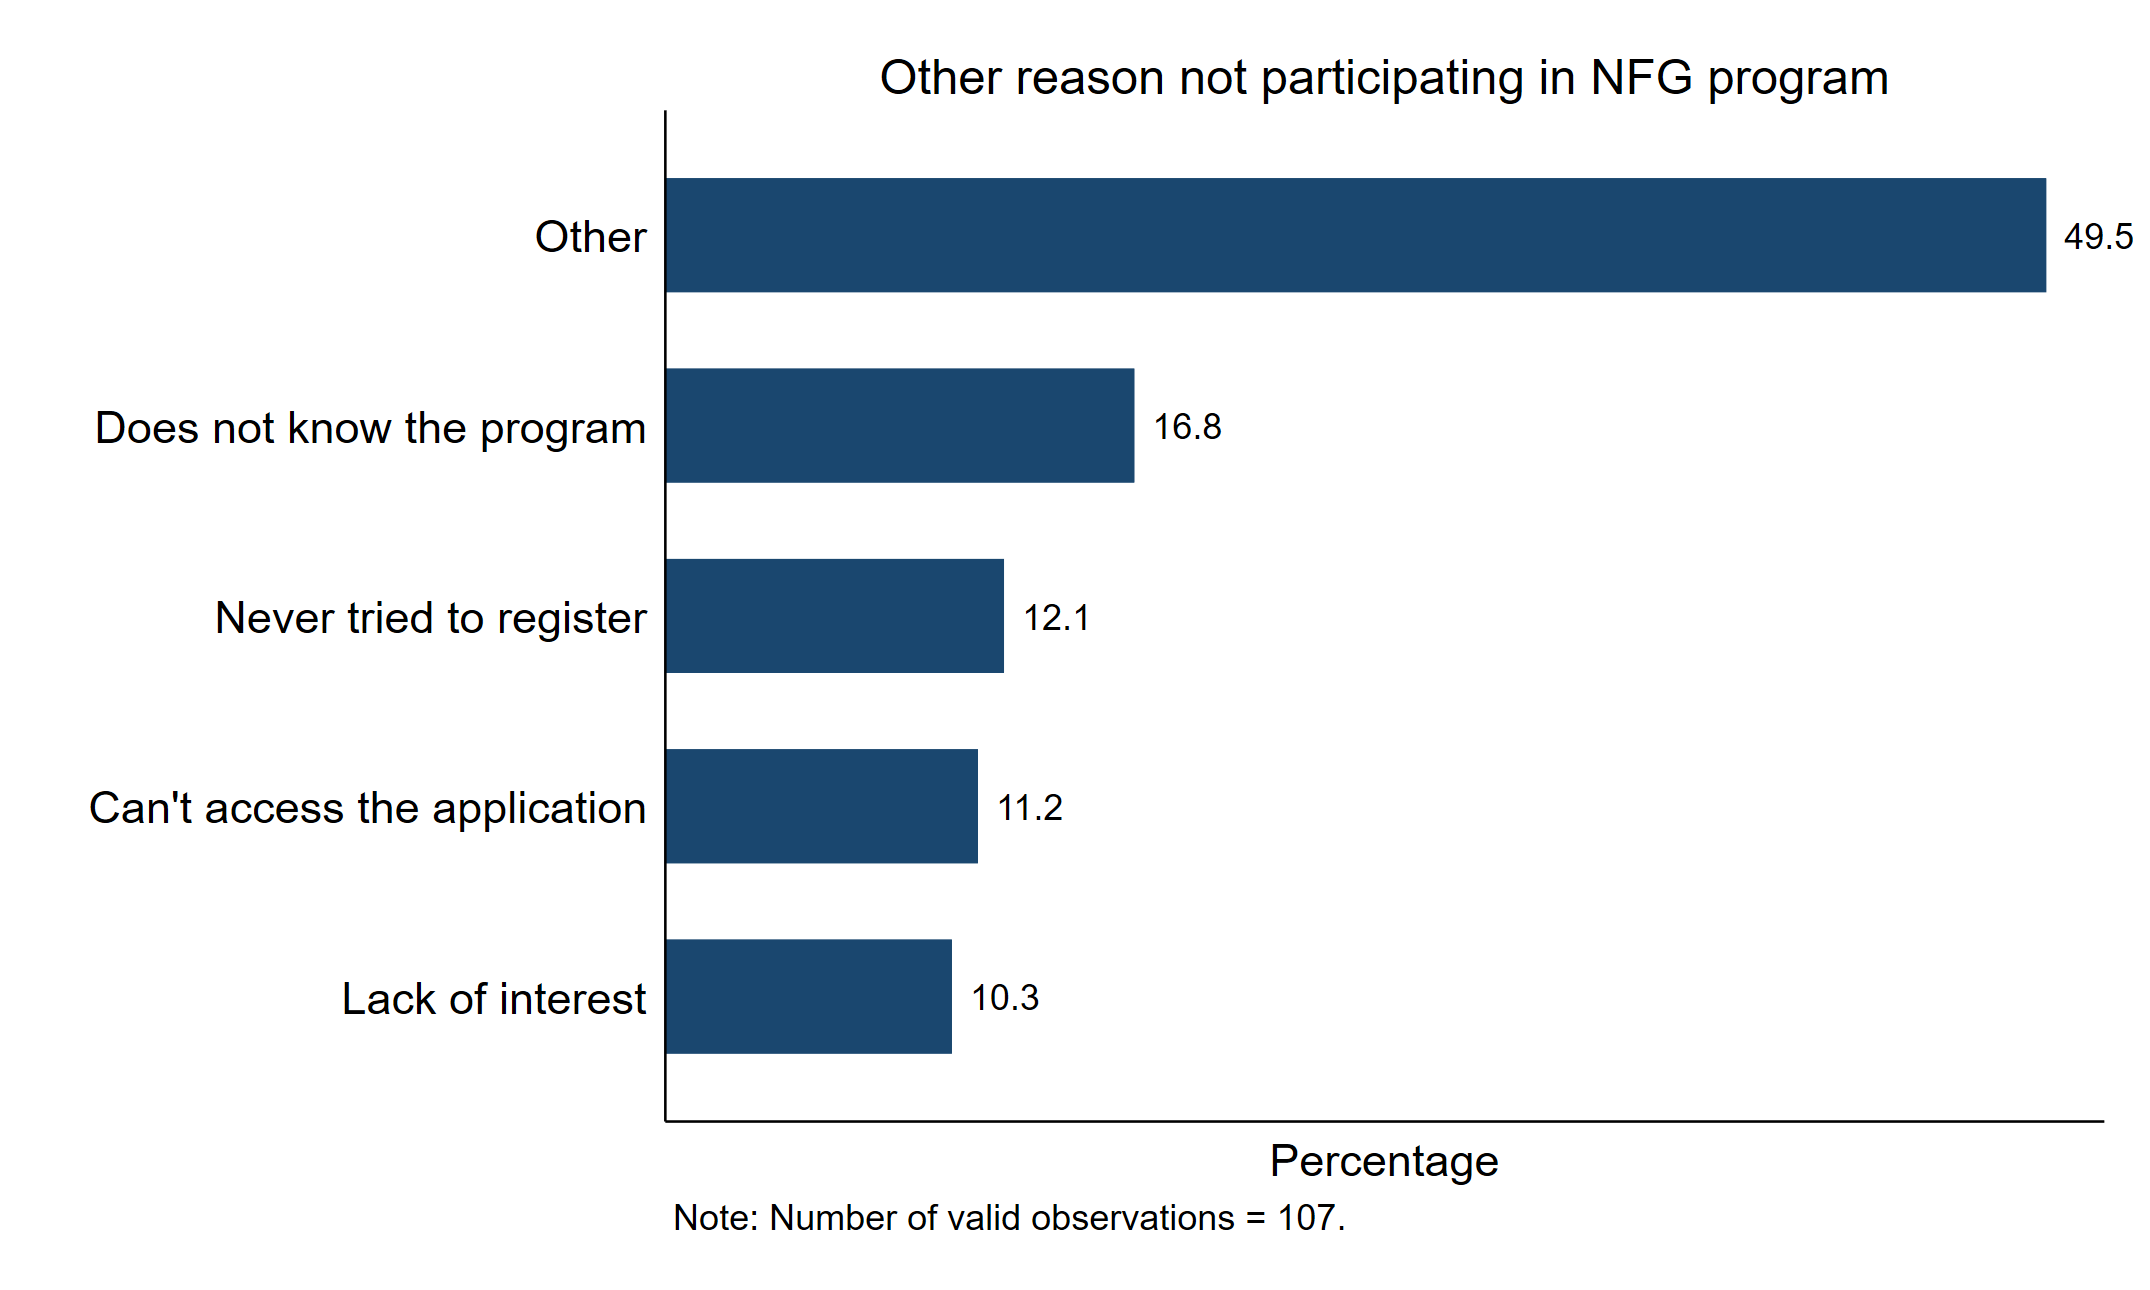 Other reason not participating in NFG program
Other
49.5
Does not know the program
16.8
Never tried to register
12.1
Can't access the application
11.2
Lack of interest
10.3
Percentage
Note: Number of valid observations = 107.